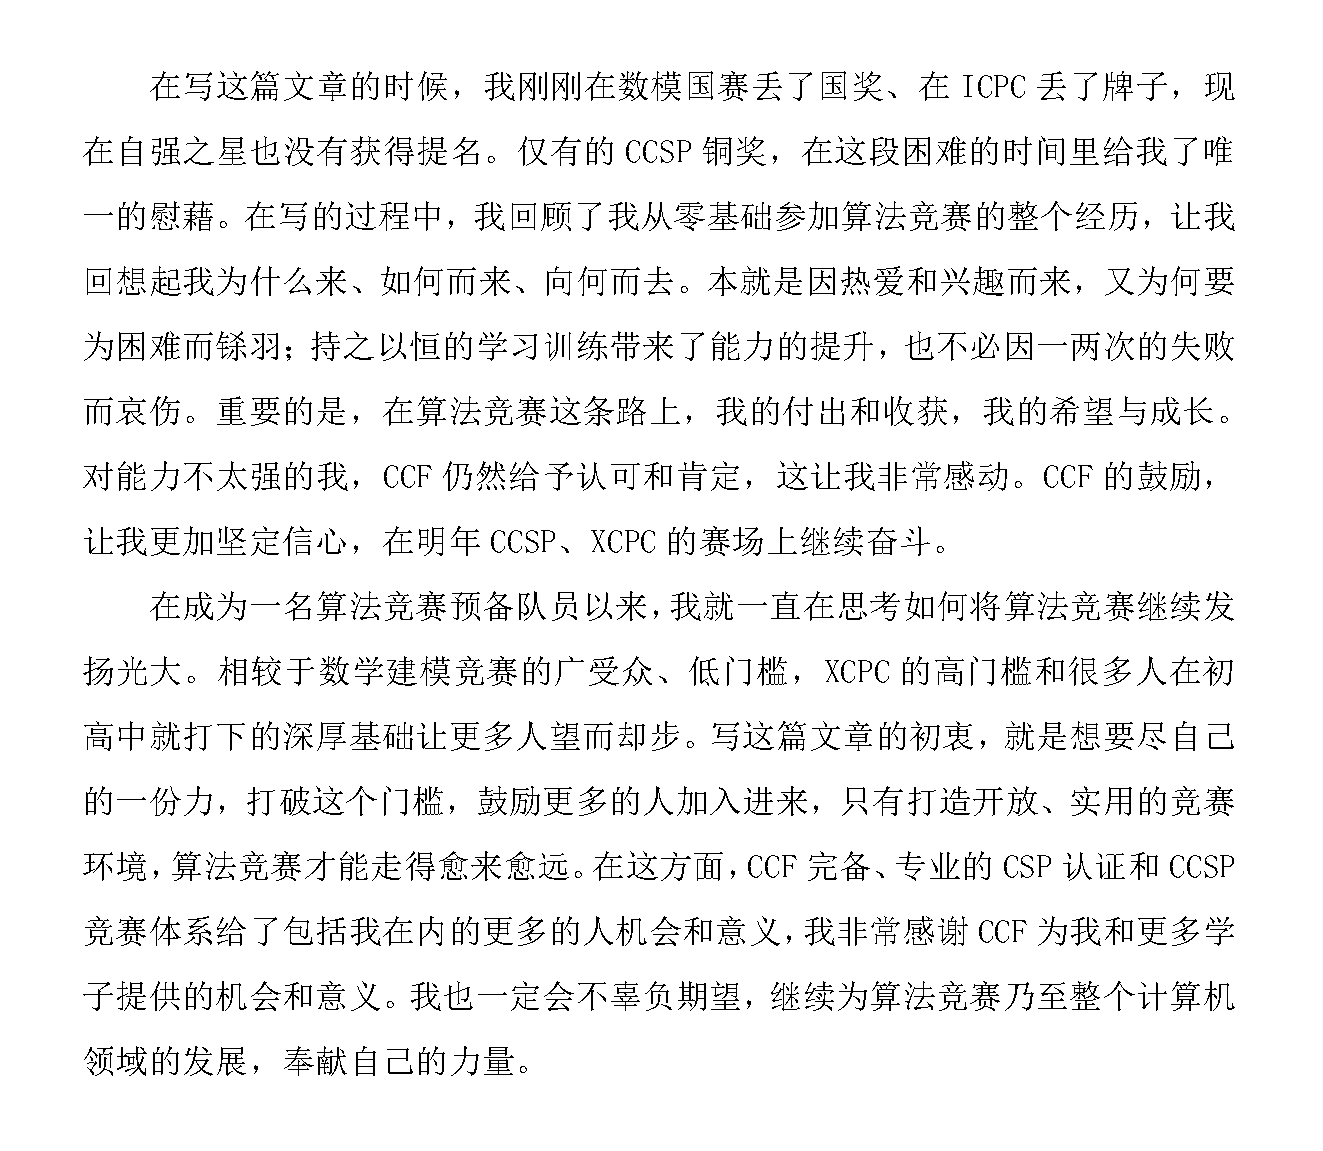 在写这篇文章的时候，我刚刚在数模国赛丢了国奖、在 ICPC 丢了牌子，现
在自强之星也没有获得提名。仅有的 CCSP 铜奖，在这段困难的时间里给我了唯
一的慰藉。在写的过程中，我回顾了我从零基础参加算法竞赛的整个经历，让我
回想起我为什么来、如何而来、向何而去。本就是因热爱和兴趣而来，又为何要
为困难而铩羽；持之以恒的学习训练带来了能力的提升，也不必因一两次的失败
而哀伤。重要的是，在算法竞赛这条路上，我的付出和收获，我的希望与成长。
对能力不太强的我，CCF 仍然给予认可和肯定，这让我非常感动。CCF 的鼓励，
让我更加坚定信心，在明年 CCSP、XCPC 的赛场上继续奋斗。
在成为一名算法竞赛预备队员以来，我就一直在思考如何将算法竞赛继续发
扬光大。相较于数学建模竞赛的广受众、低门槛，XCPC 的高门槛和很多人在初
高中就打下的深厚基础让更多人望而却步。写这篇文章的初衷，就是想要尽自己
的一份力，打破这个门槛，鼓励更多的人加入进来，只有打造开放、实用的竞赛
环境，算法竞赛才能走得愈来愈远。在这方面，CCF 完备、专业的 CSP 认证和 CCSP
竞赛体系给了包括我在内的更多的人机会和意义，我非常感谢 CCF 为我和更多学
子提供的机会和意义。我也一定会不辜负期望，继续为算法竞赛乃至整个计算机
领域的发展，奉献自己的力量。